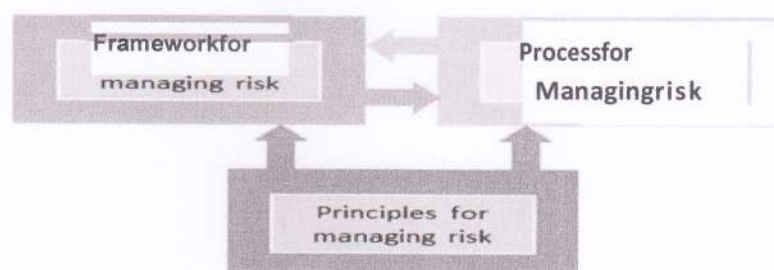 Frameworkfor
managing risk
Processfor
Managingrisk
Principles for
managing risk